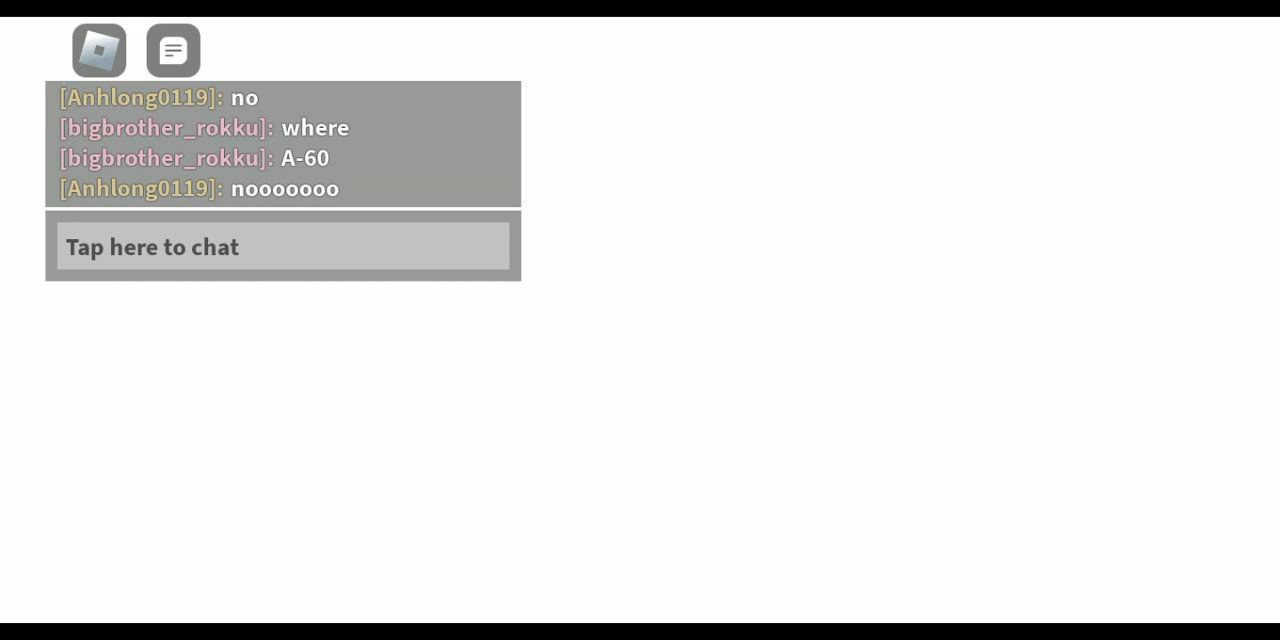 [Anhlong0119]: no
[bigbrother_rokku]: where
[bigbrother_rokku]: A-60
[Anhlong0119]: nooooooo
Tap here to chat